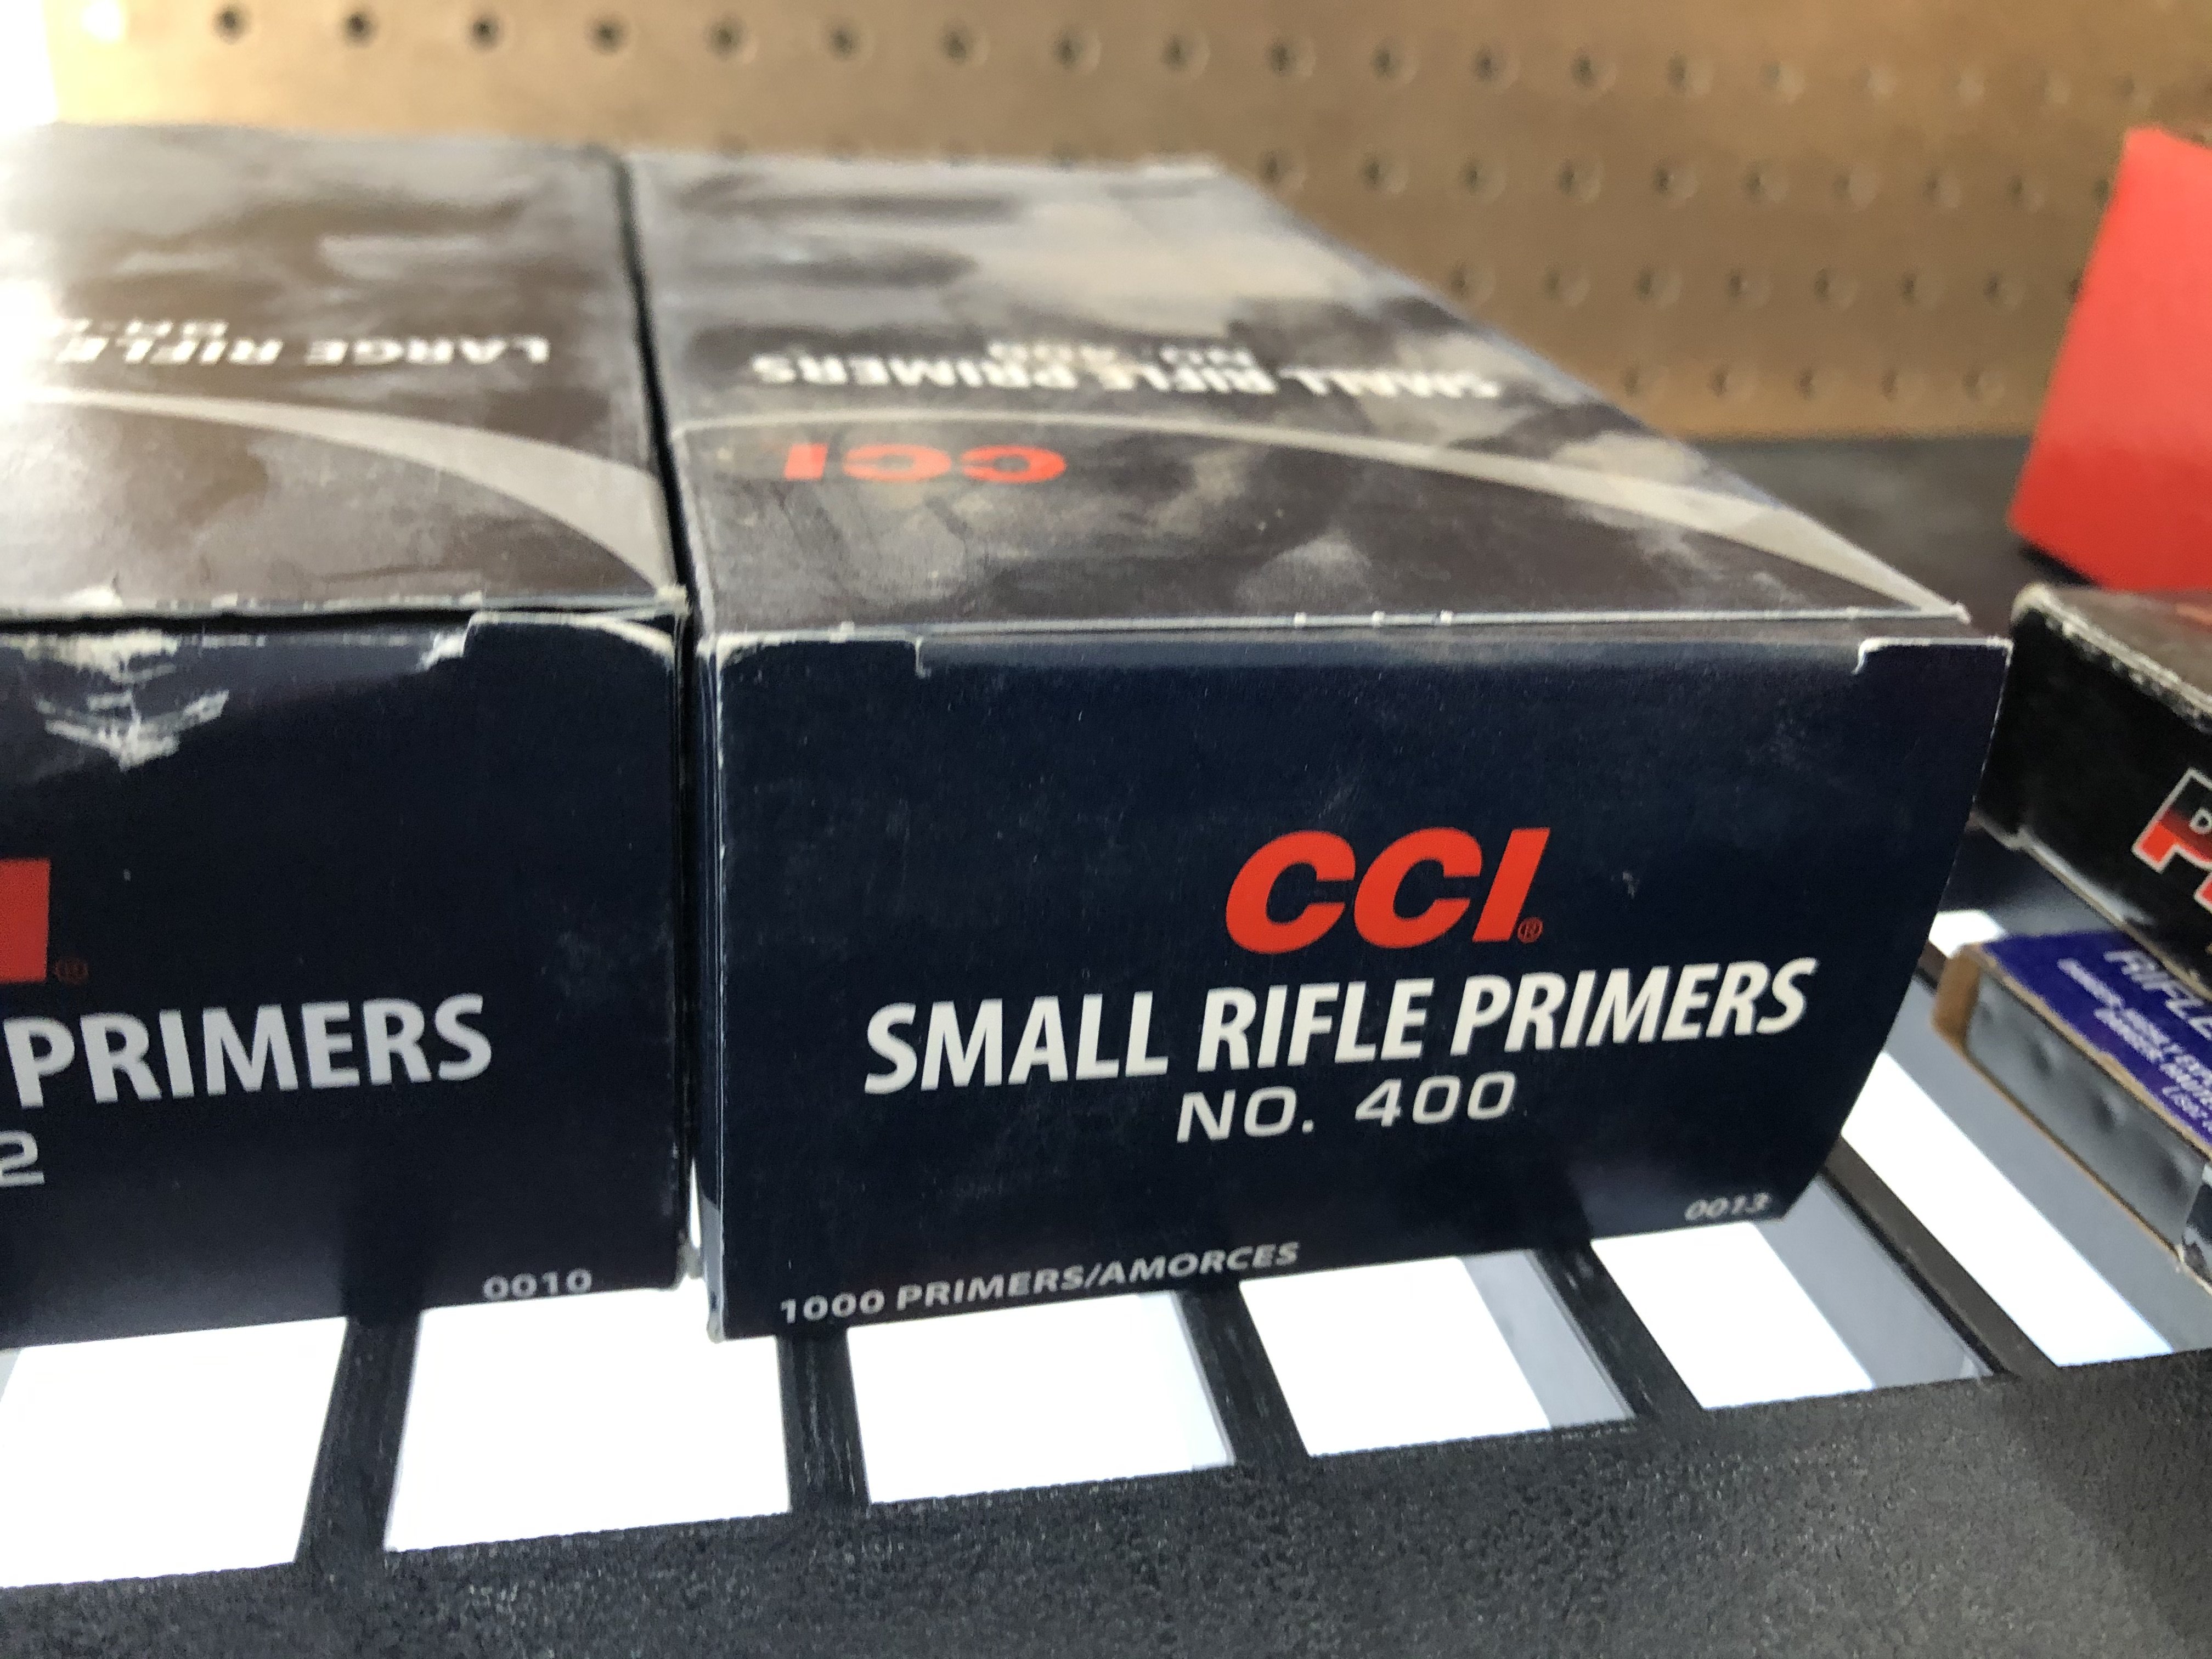 LARGE RIFLE
PRIMERS
2
0010
SMALL RIFLE PRIMERS
NO. 400
CCI
CCI®
SMALL RIFLE PRIMERS
NO. 400
1000 PRIMERS/AMORCES
0013
RIFLE